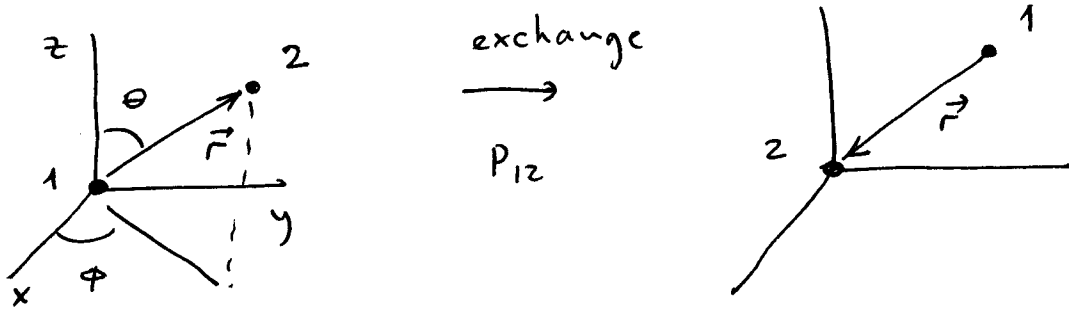 z
θ
2
r⃗
1
y
x
ϕ
exchange
P₁₂
1
r⃗
2